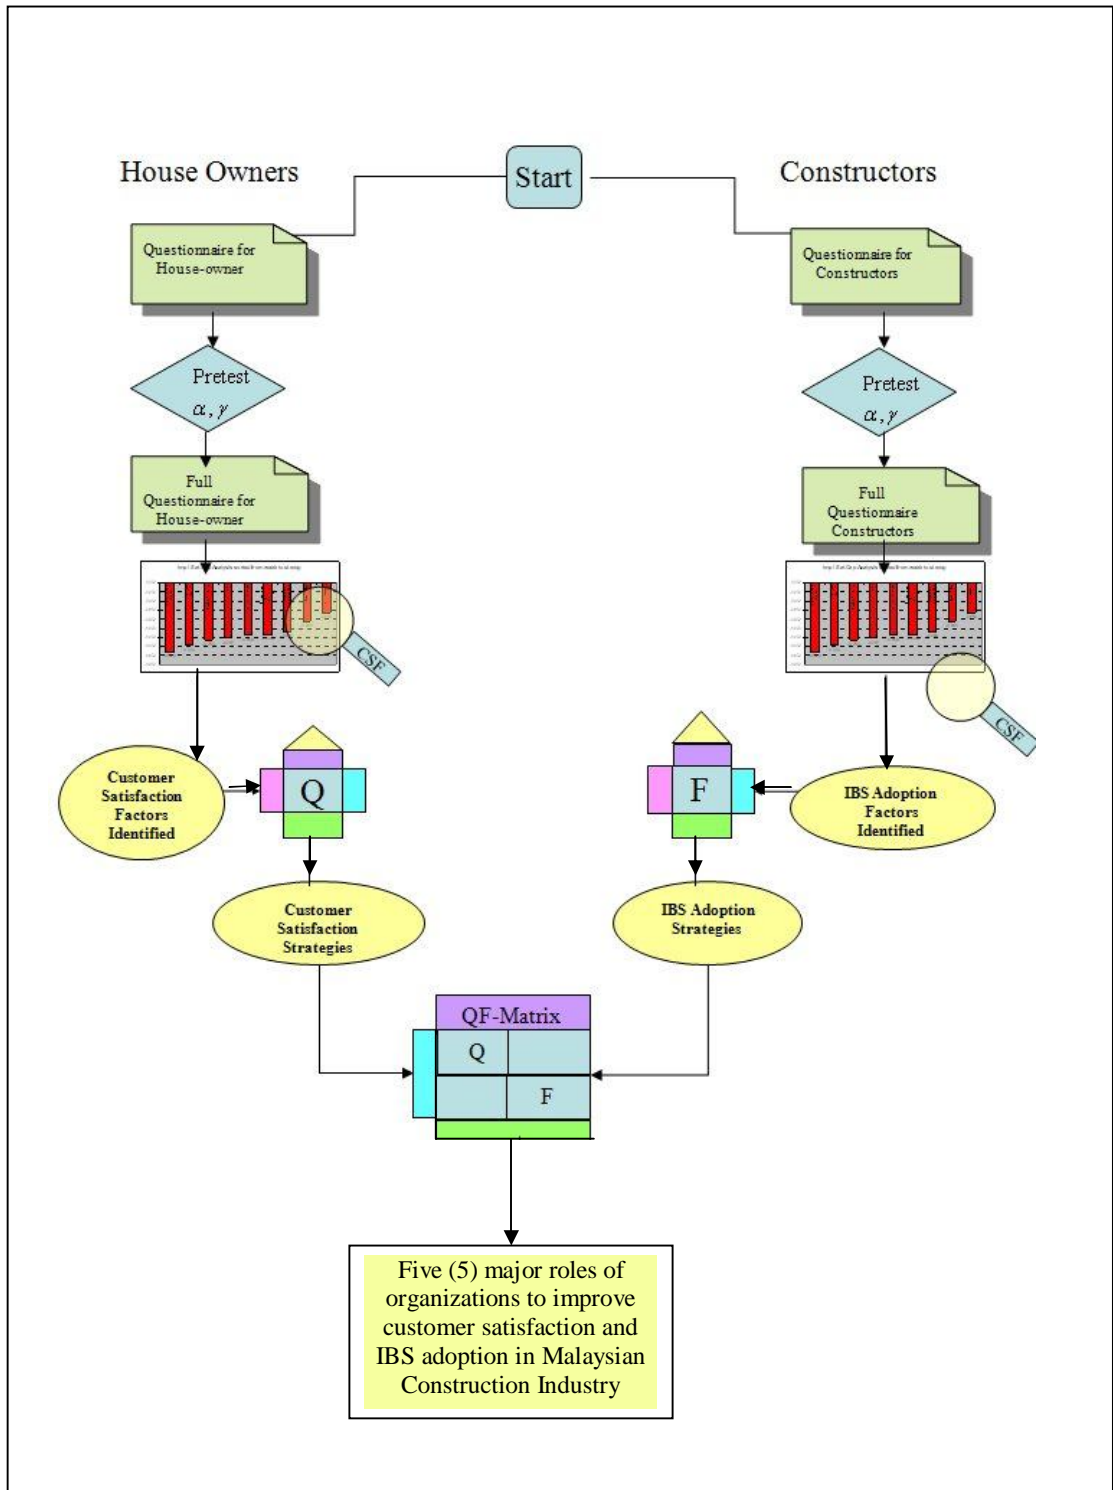 House Owners
Start
Constructors
Questionnaire for
House-owner
Pretest
α, γ
Full
Questionnaire for
House-owner
CSF
Customer
Satisfaction
Factors
Identified
Q
Customer
Satisfaction
Strategies
Questionnaire for
Constructors
Pretest
α, γ
Full
Questionnaire
Constructors
CSF
IBS Adoption
Factors
Identified
F
IBS Adoption
Strategies
QF-Matrix
Q
F
Five (5) major roles of
organizations to improve
customer satisfaction and
IBS adoption in Malaysian
Construction Industry